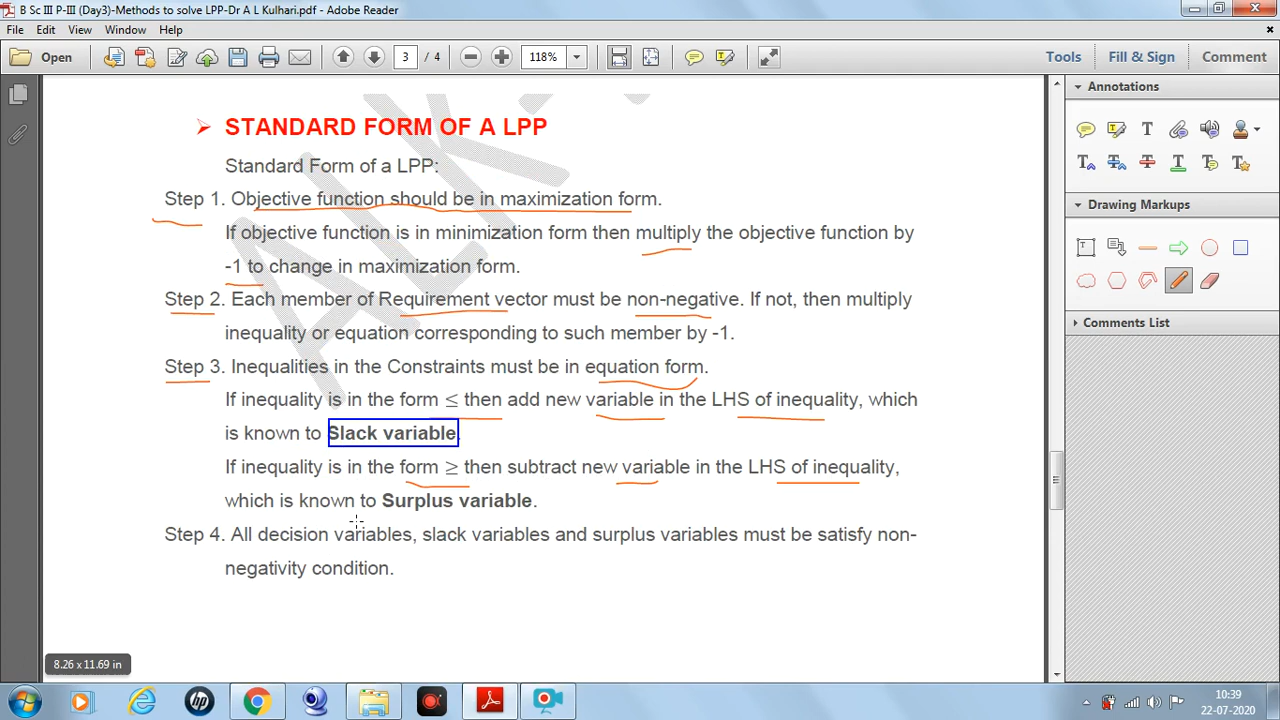 B Sc III P-III (Day3)-Methods to solve LPP-Dr A L Kulhari.pdf - Adobe Reader
File Edit View Window Help
Open 3 / 4 118% Tools Fill & Sign Comment
Annotations
Drawing Markups
Comments List
STANDARD FORM OF A LPP
Standard Form of a LPP:
Step 1. Objective function should be in maximization form.
If objective function is in minimization form then multiply the objective function by
-1 to change in maximization form.
Step 2. Each member of Requirement vector must be non-negative. If not, then multiply
inequality or equation corresponding to such member by -1.
Step 3. Inequalities in the Constraints must be in equation form.
If inequality is in the form ≤ then add new variable in the LHS of inequality, which
is known to Slack variable.
If inequality is in the form ≥ then subtract new variable in the LHS of inequality,
which is known to Surplus variable.
Step 4. All decision variables, slack variables and surplus variables must be satisfy non-
negativity condition.
8.26 x 11.69 in
10:39
22-07-2020